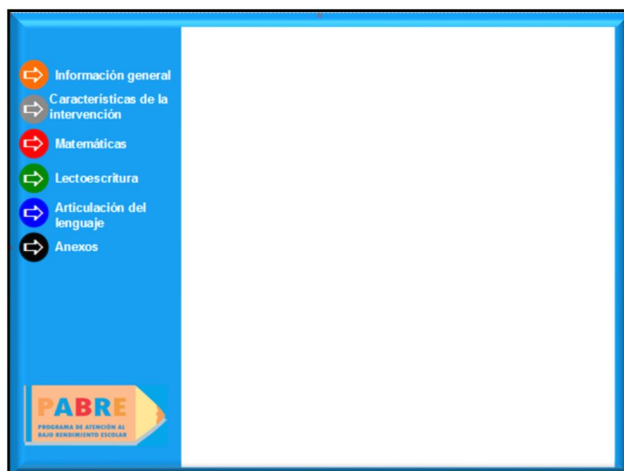 Información general
Características de la
intervención
Matemáticas
Lectoescritura
Articulación del
lenguaje
Anexos
PABRE
PROGRAMA DE ATENCIÓN AL
BAJO RENDIMIENTO ESCOLAR